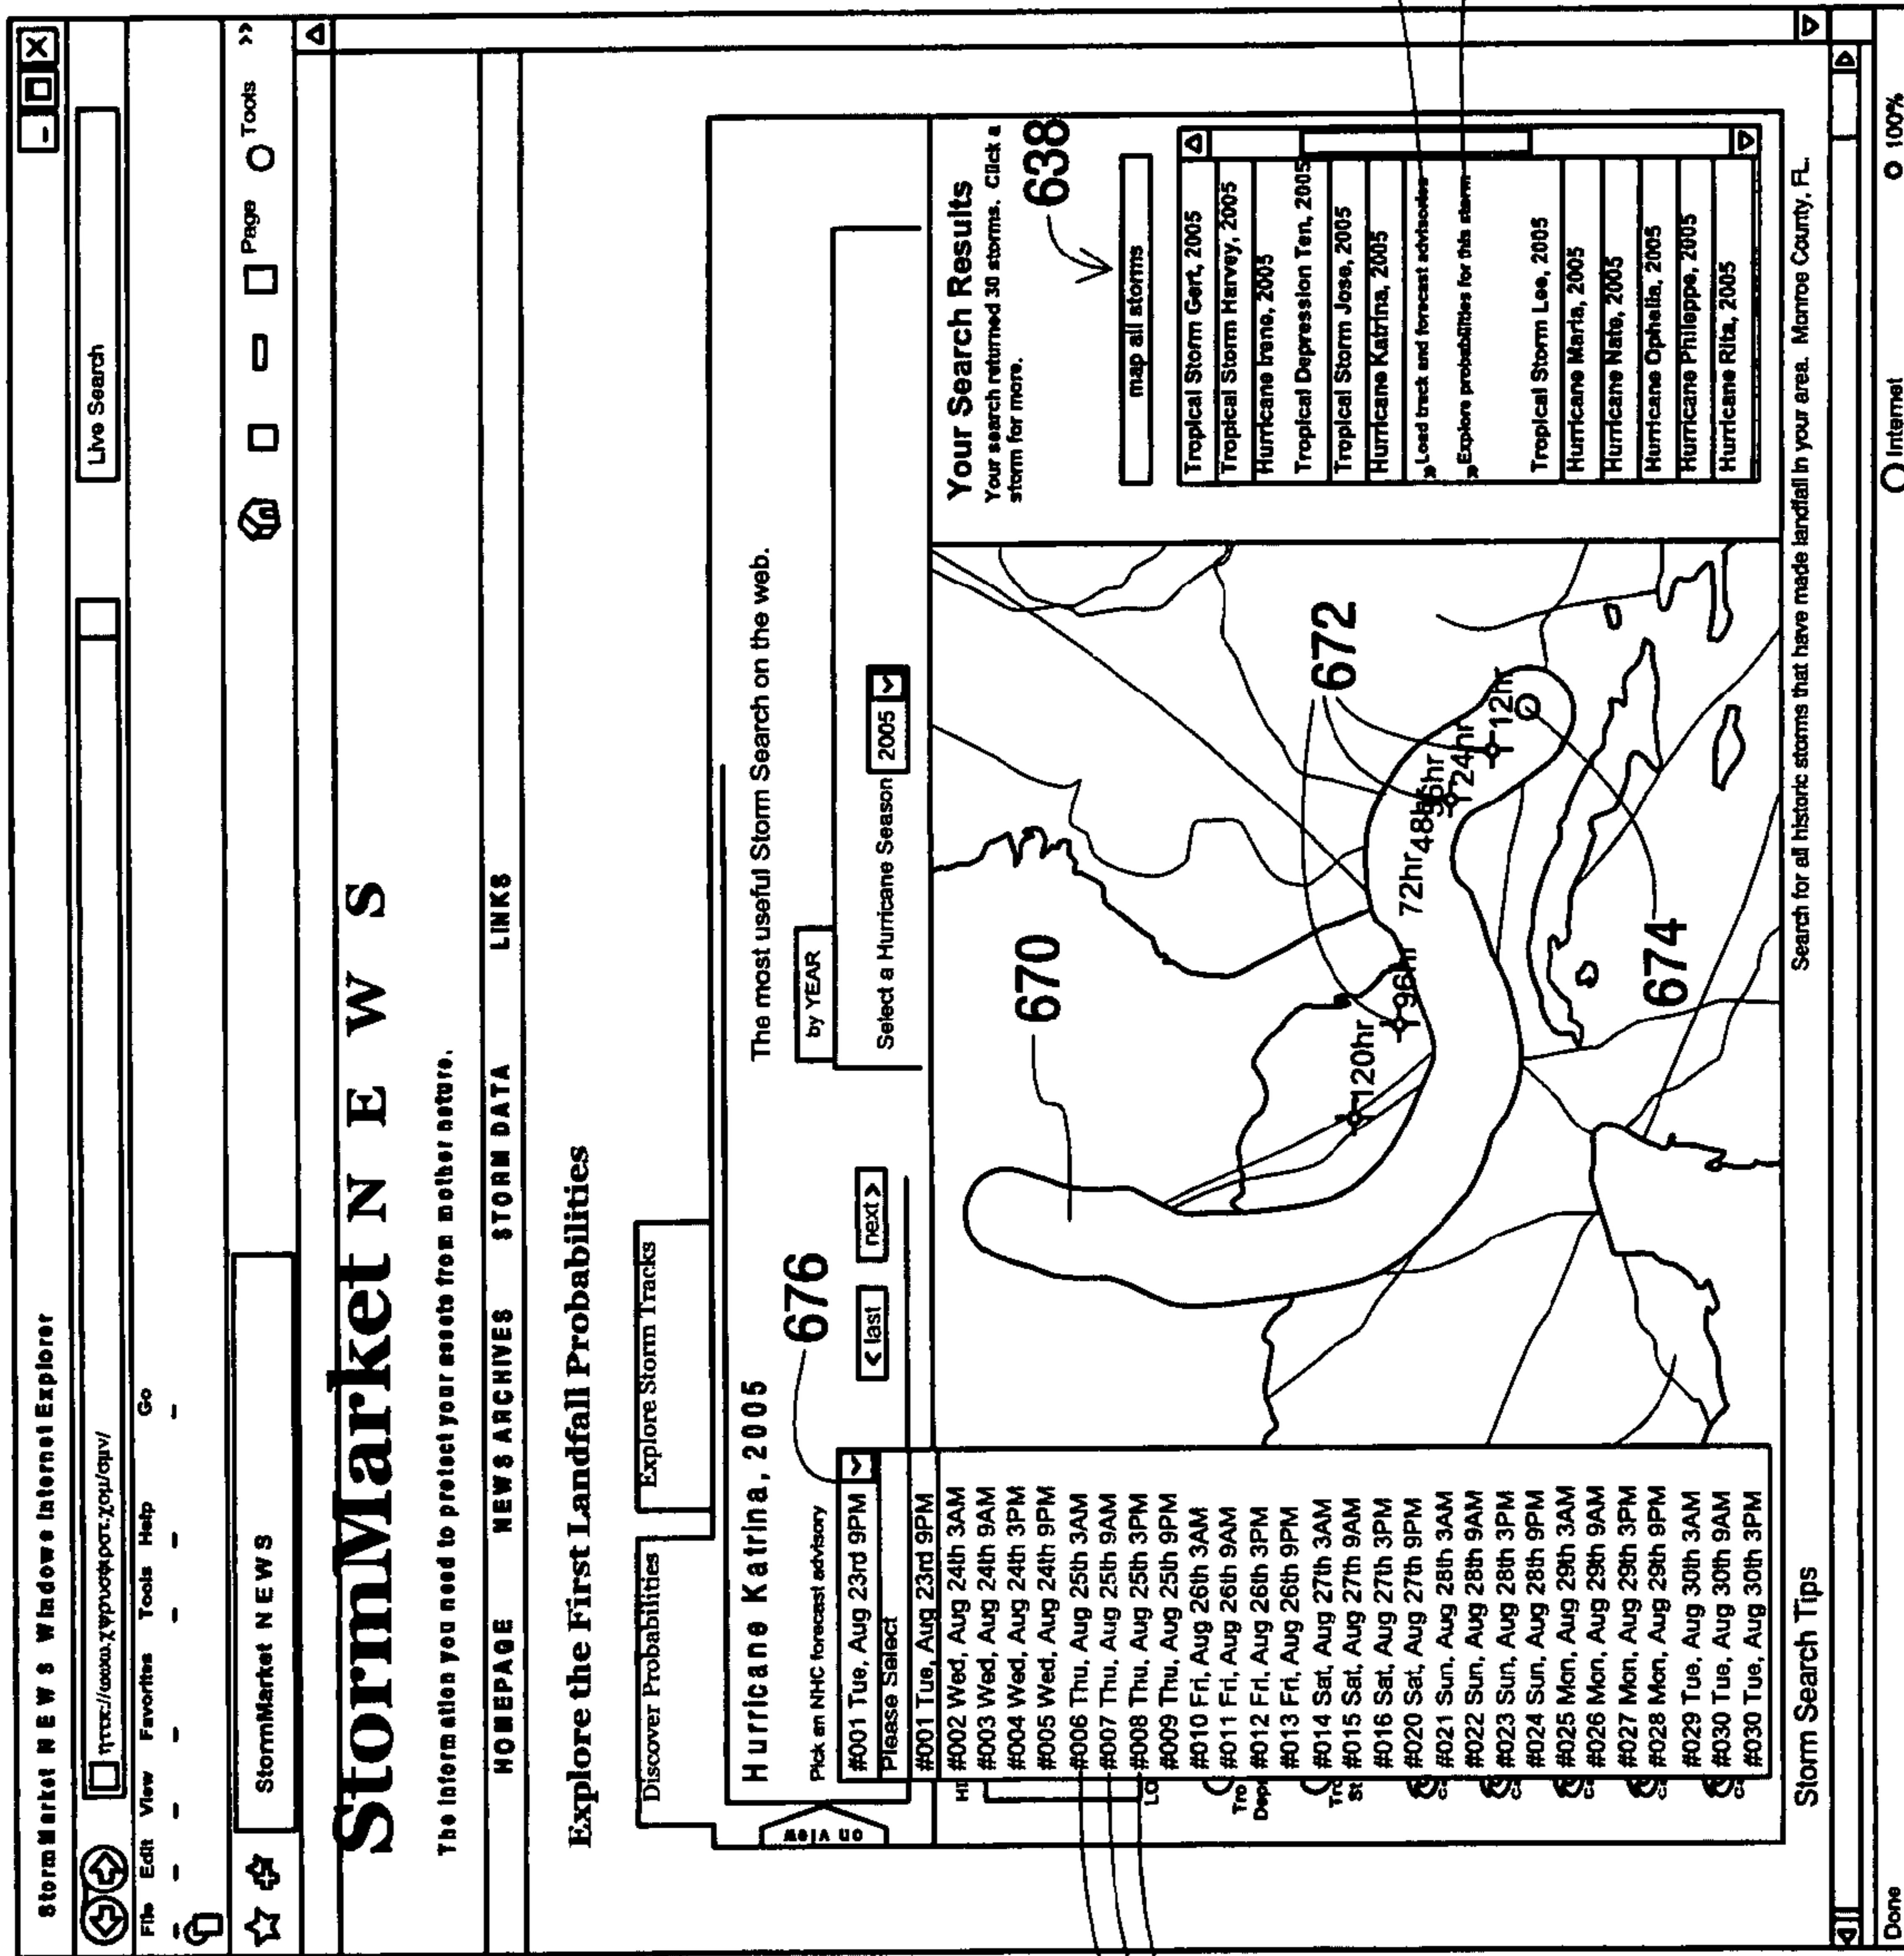 StormMarket N E W S Windows Internet Explorer
ηττπ://ωωω.χψρυσφιροτ.χομ/σμν/
Live Search
File Edit View Favorites Tools Help Go
StormMarket NEWS
Page Tools »
StormMarket N E W S
The information you need to protect your assets from mother nature.
HOMEPAGE NEWS ARCHIVES STORM DATA LINKS
Explore the First Landfall Probabilities
Discover Probabilities
Explore Storm Tracks
Hurricane Katrina, 2005
The most useful Storm Search on the web.
676
by YEAR
on view
Pick an NHC forecast advisory
#001 Tue, Aug 23rd 9PM
< last
next >
Select a Hurricane Season 2005
Please Select
#001 Tue, Aug 23rd 9PM
#002 Wed, Aug 24th 3AM
#003 Wed, Aug 24th 9AM
#004 Wed, Aug 24th 3PM
#005 Wed, Aug 24th 9PM
#006 Thu, Aug 25th 3AM
#007 Thu, Aug 25th 9AM
#008 Thu, Aug 25th 3PM
#009 Thu, Aug 25th 9PM
#010 Fri, Aug 26th 3AM
#011 Fri, Aug 26th 9AM
#012 Fri, Aug 26th 3PM
#013 Fri, Aug 26th 9PM
#014 Sat, Aug 27th 3AM
#015 Sat, Aug 27th 9AM
#016 Sat, Aug 27th 3PM
#020 Sat, Aug 27th 9PM
#021 Sun, Aug 28th 3AM
#022 Sun, Aug 28th 9AM
#023 Sun, Aug 28th 3PM
#024 Sun, Aug 28th 9PM
#025 Mon, Aug 29th 3AM
#026 Mon, Aug 29th 9AM
#027 Mon, Aug 29th 3PM
#028 Mon, Aug 29th 9PM
#029 Tue, Aug 30th 3AM
#030 Tue, Aug 30th 9AM
#030 Tue, Aug 30th 3PM
LO
Tro
Dep
Tro
St
670
672
674
120hr
96hr
72hr
48hr
36hr
24hr
12hr
Your Search Results
Your search returned 30 storms. Click a
storm for more.
638
map all storms
Tropical Storm Gert, 2005
Tropical Storm Harvey, 2005
Hurricane Irene, 2005
Tropical Depression Ten, 2005
Tropical Storm Jose, 2005
Hurricane Katrina, 2005
»Load track and forecast advisories
»Explore probabilities for this storm
Tropical Storm Lee, 2005
Hurricane Maria, 2005
Hurricane Nate, 2005
Hurricane Ophelia, 2005
Hurricane Phileppe, 2005
Hurricane Rita, 2005
Storm Search Tips
Search for all historic storms that have made landfall in your area. Monroe County, FL.
Done
Internet
100%